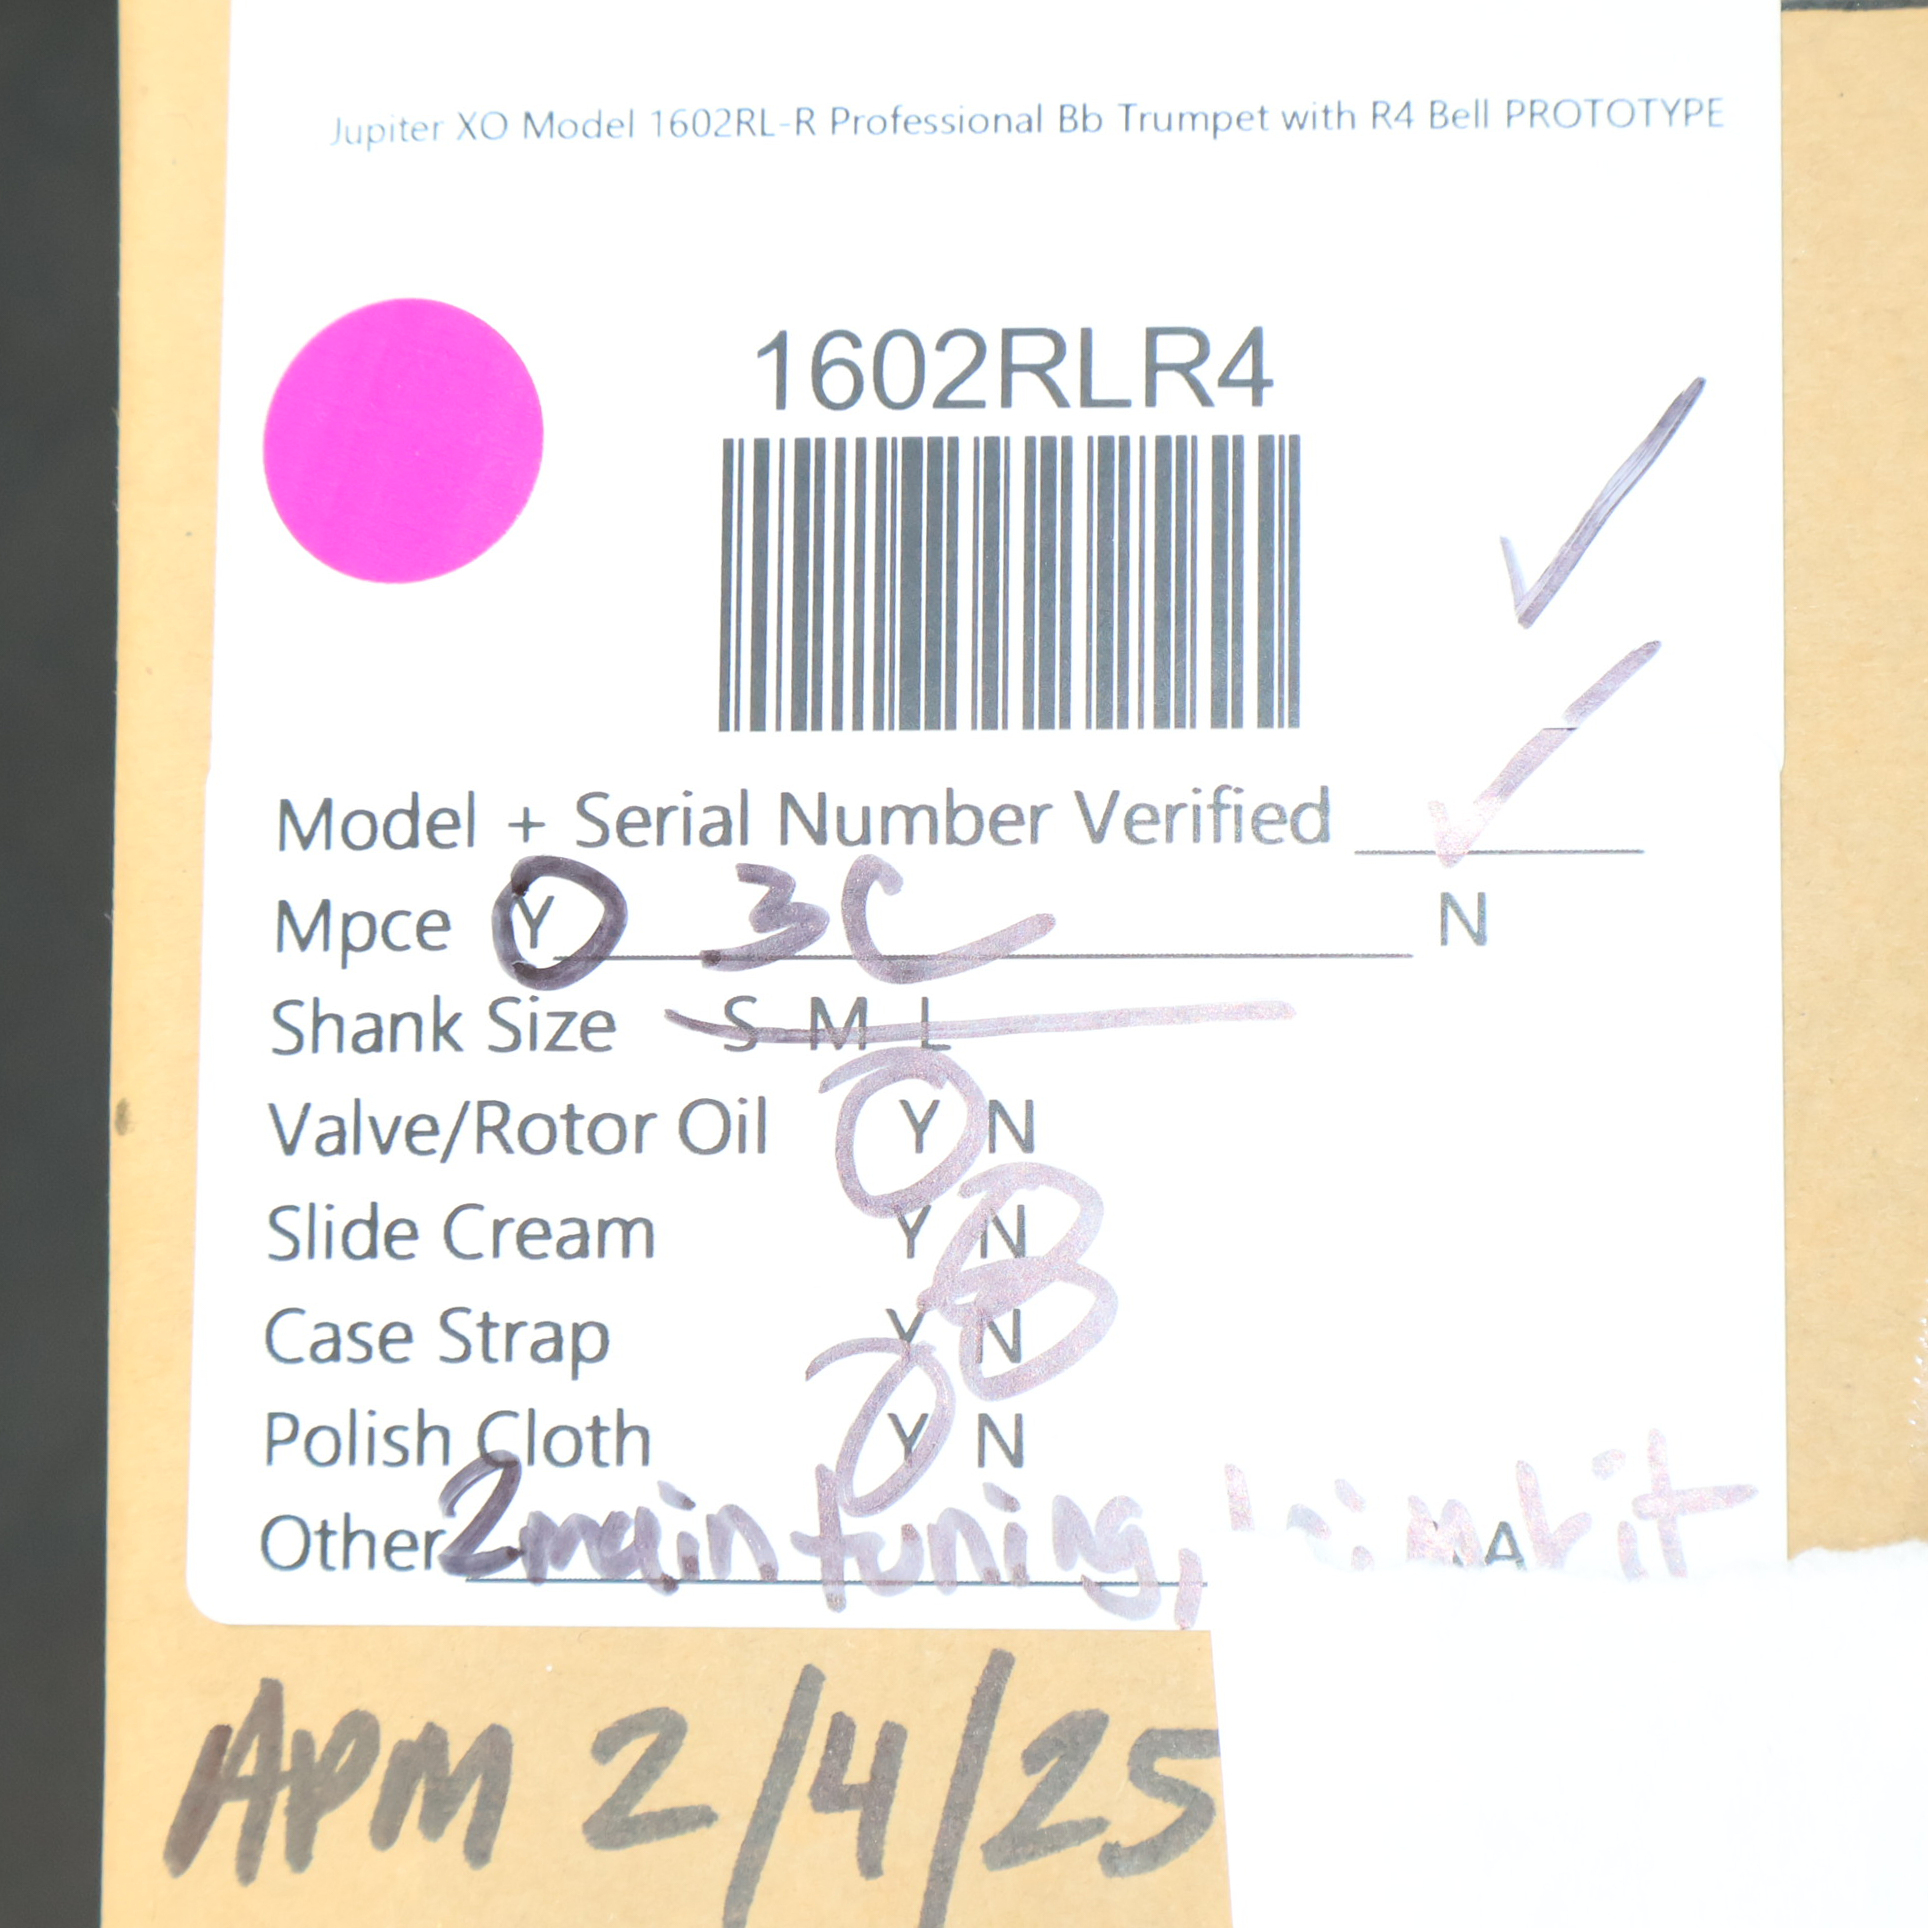 Jupiter XO Model 1602RL-R Professional Bb Trumpet with R4 Bell PROTOTYPE
1602RLR4
Model + Serial Number Verified
Mpce Y 3C N
Shank Size S M L
Valve/Rotor Oil Y N
Slide Cream Y N
Case Strap Y N
Polish Cloth Y N
Other 2 main tuning,
APM 2/4/25